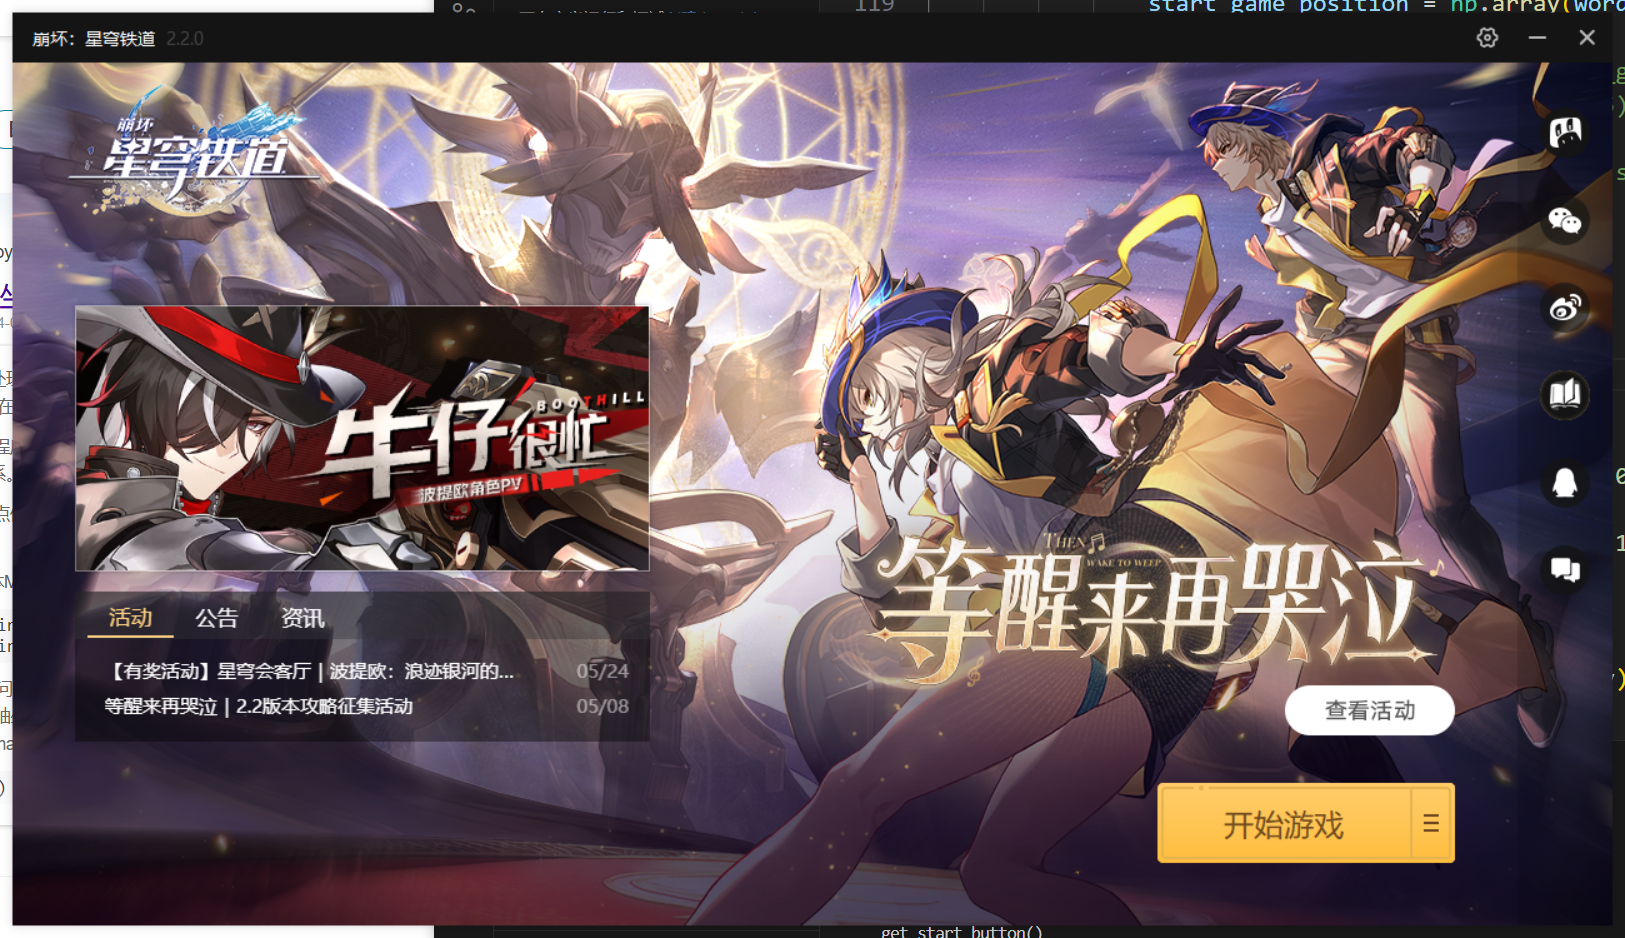 119
start_game_position = np.array(word
崩坏：星穹铁道 2.2.0
崩坏
星穹铁道
BOOTHILL
牛仔很忙
波提欧角色PV
THEN
WAKE TO WEEP
等醒来再哭泣
活动 公告 资讯
【有奖活动】星穹会客厅 | 波提欧：浪迹银河的... 05/24
等醒来再哭泣 | 2.2版本攻略征集活动 05/08
查看活动
开始游戏
get_start_button()